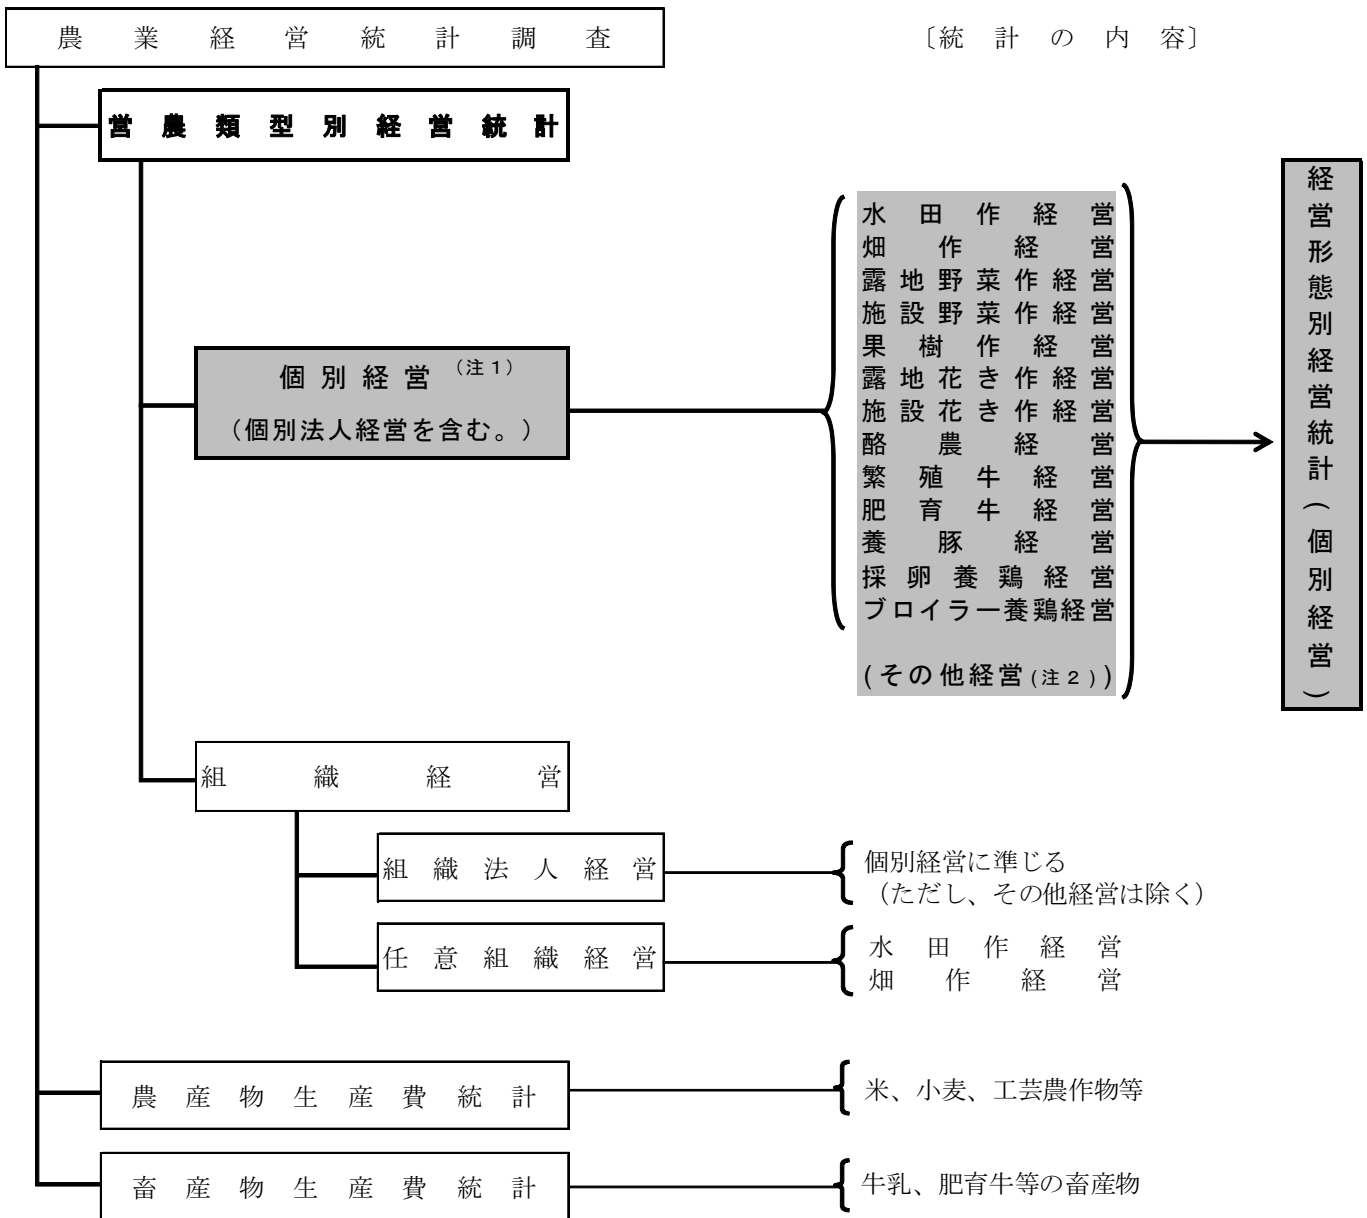 農業経営統計調査
〔統計の内容〕
営農類型別経営統計
個別経営（注１）
（個別法人経営を含む。）
水田作経営
畑作経営
露地野菜作経営
施設野菜作経営
果樹作経営
露地花き作経営
施設花き作経営
酪農経営
繁殖牛経営
肥育牛経営
養豚経営
採卵養鶏経営
ブロイラー養鶏経営
(その他経営(注２))
経営形態別経営統計（個別経営）
組織経営
組織法人経営
個別経営に準じる
（ただし、その他経営は除く）
任意組織経営
水田作経営
畑作経営
農産物生産費統計
米、小麦、工芸農作物等
畜産物生産費統計
牛乳、肥育牛等の畜産物